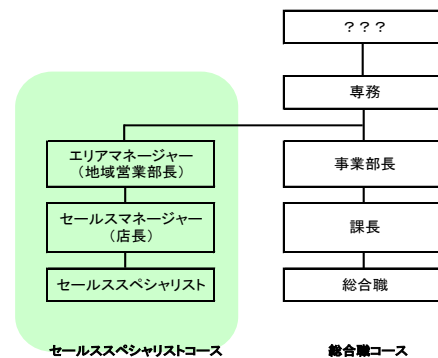 ？？？
専務
エリアマネージャー
（地域営業部長）
事業部長
セールスマネージャー
（店長）
課長
セールススペシャリスト
総合職
セールススペシャリストコース
総合職コース